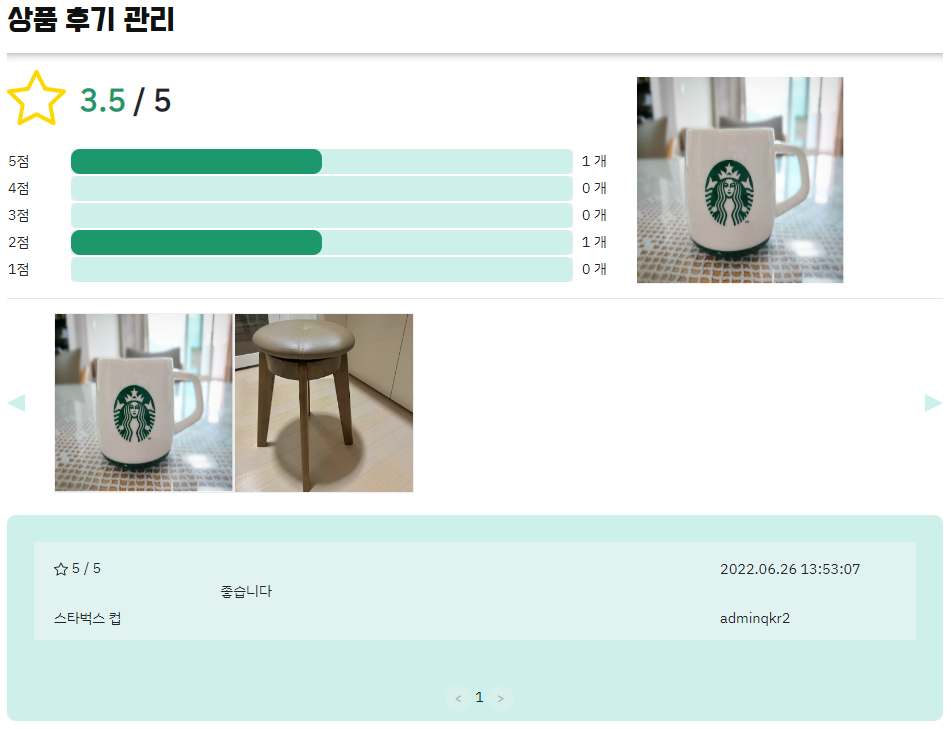 상품 후기 관리
3.5 / 5
5점 1 개
4점 0 개
3점 0 개
2점 1 개
1점 0 개
5 / 5 2022.06.26 13:53:07
좋습니다
스타벅스 컵 adminqkr2
< 1 >